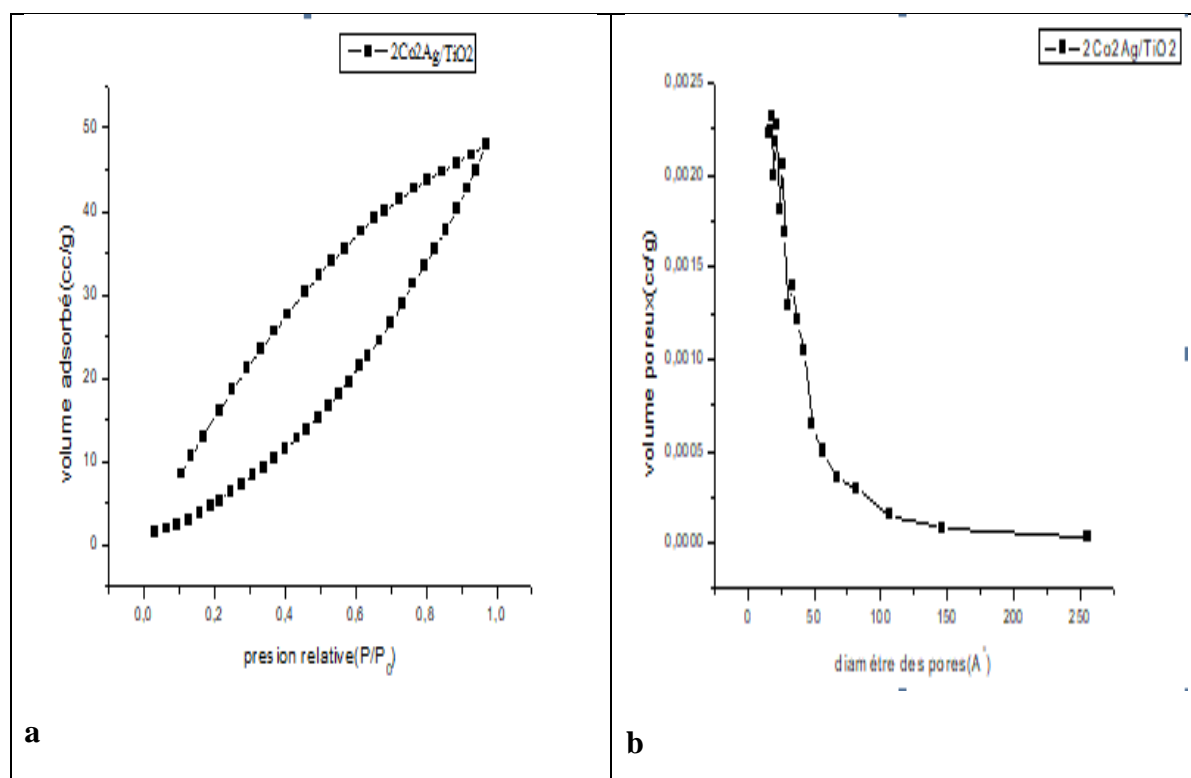 2Co2Ag/TiO2
volume adsorbé(cc/g)
50
40
30
20
10
0
0,0 0,2 0,4 0,6 0,8 1,0
presion relative(P/P0)
a
2Co2Ag/TiO2
volume poreux(cc/g)
0,0025
0,0020
0,0015
0,0010
0,0005
0,0000
0 50 100 150 200 250
diamétre des pores(A°)
b